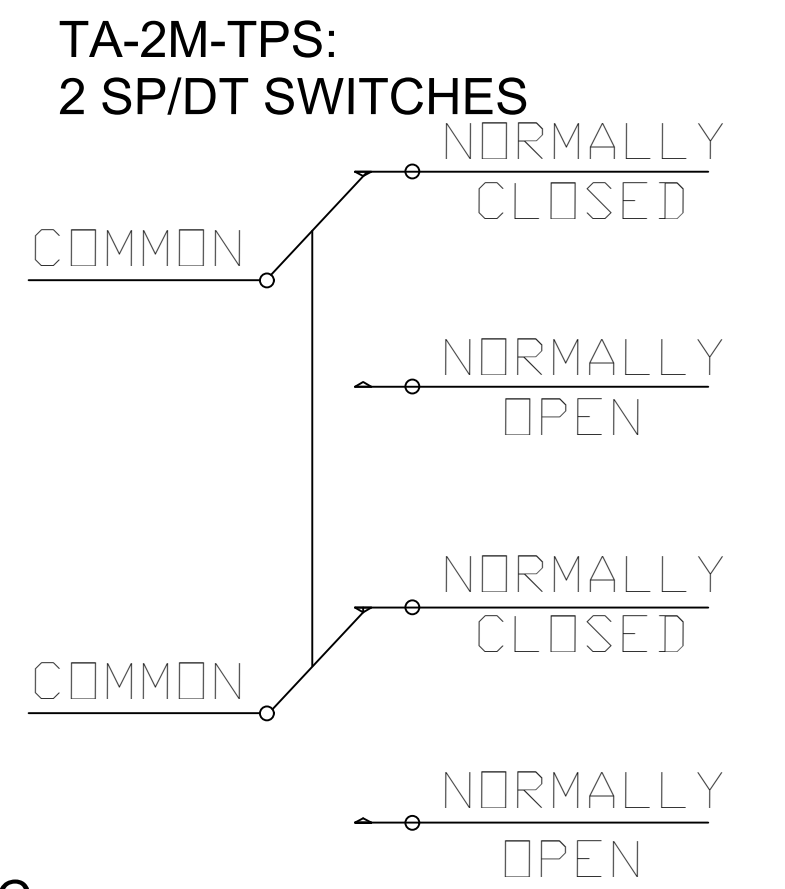 TA-2M-TPS:
2 SP/DT SWITCHES
NORMALLY
CLOSED
COMMON
NORMALLY
OPEN
NORMALLY
CLOSED
COMMON
NORMALLY
OPEN